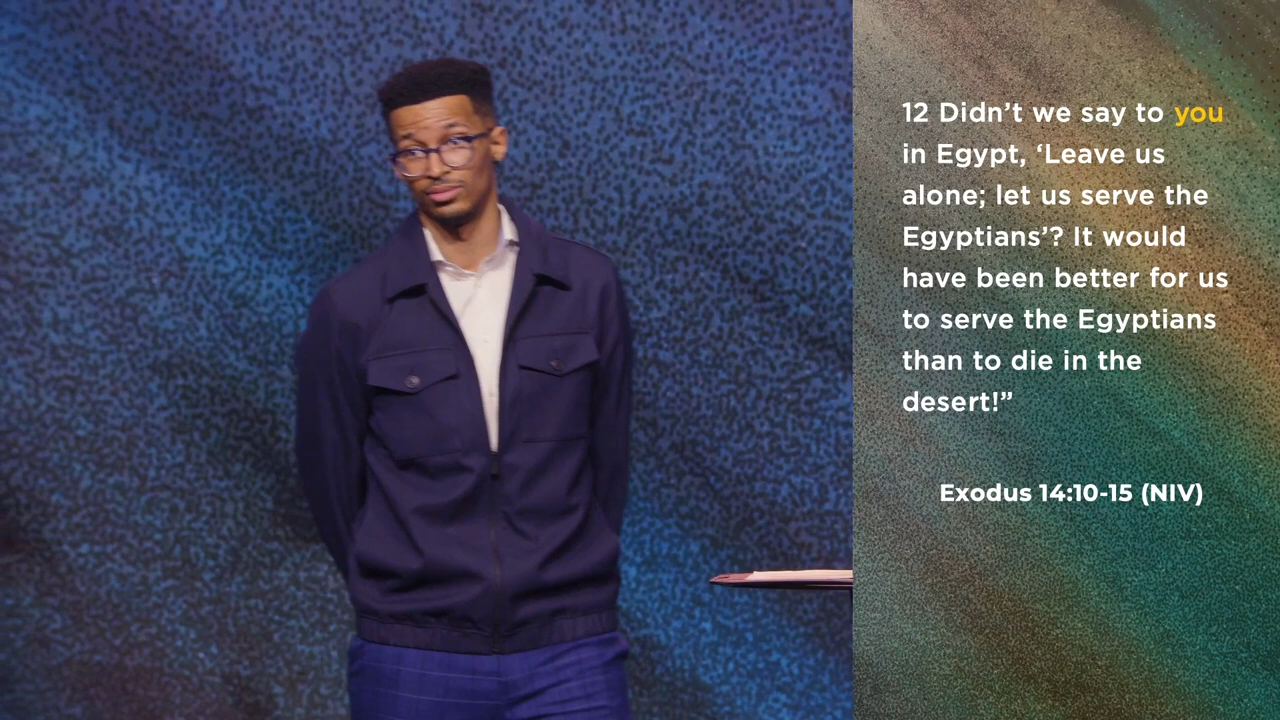 12 Didn’t we say to you
in Egypt, ‘Leave us
alone; let us serve the
Egyptians’? It would
have been better for us
to serve the Egyptians
than to die in the
desert!”
Exodus 14:10-15 (NIV)